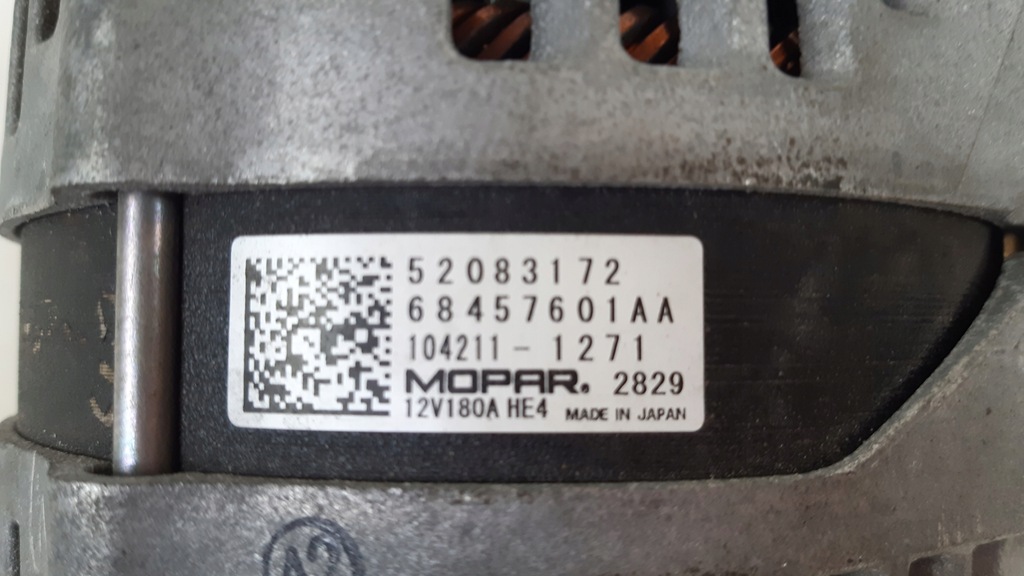 52083172
68457601AA
104211-1271
MOPAR. 2829
12V180A HE4 MADE IN JAPAN